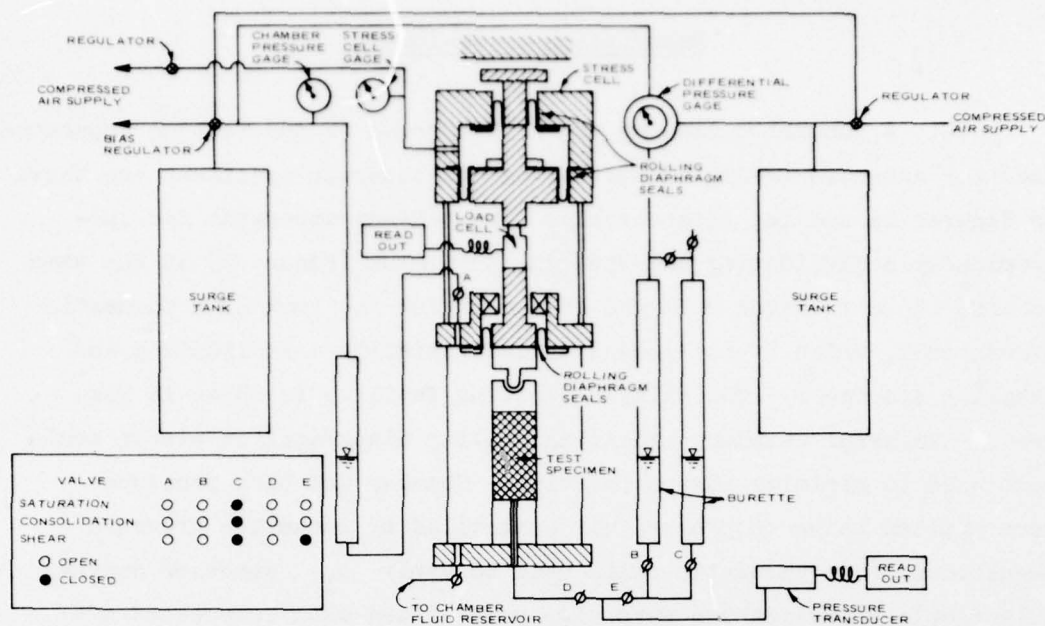 REGULATOR
CHAMBER
PRESSURE
GAGE
STRESS
CELL
GAGE
STRESS
CELL
DIFFERENTIAL
PRESSURE
GAGE
REGULATOR
COMPRESSED
AIR SUPPLY
COMPRESSED
AIR SUPPLY
BIAS
REGULATOR
ROLLING
DIAPHRAGM
SEALS
LOAD
CELL
READ
OUT
A
SURGE
TANK
SURGE
TANK
ROLLING
DIAPHRAGM
SEALS
TEST
SPECIMEN
BURETTE
VALVE A B C D E
SATURATION
CONSOLIDATION
SHEAR
OPEN
CLOSED
B
C
D
E
TO CHAMBER
FLUID RESERVOIR
READ
OUT
PRESSURE
TRANSDUCER